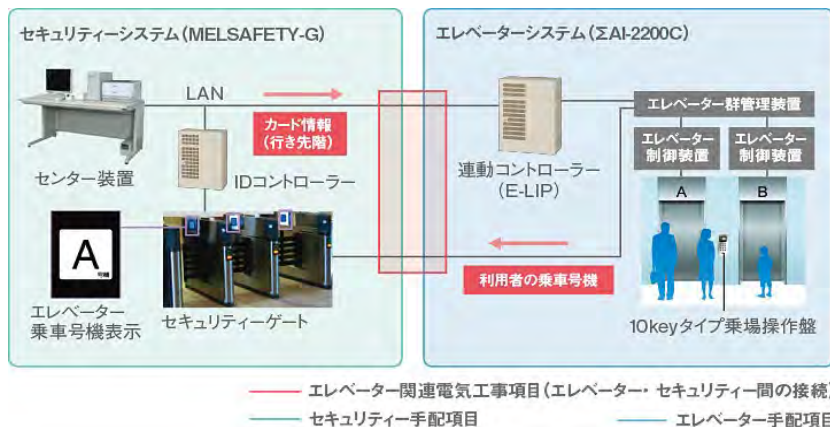 セキュリティーシステム(MELSAFETY-G)
エレベーターシステム(ΣAI-2200C)
LAN
カード情報
(行き先階)
センター装置
IDコントローラー
連動コントローラー
(E-LIP)
エレベーター群管理装置
エレベーター
制御装置
エレベーター
制御装置
A
B
A
号機
利用者の乗車号機
エレベーター
乗車号機表示
セキュリティーゲート
10keyタイプ乗場操作盤
エレベーター関連電気工事項目(エレベーター・セキュリティー間の接続)
セキュリティー手配項目
エレベーター手配項目